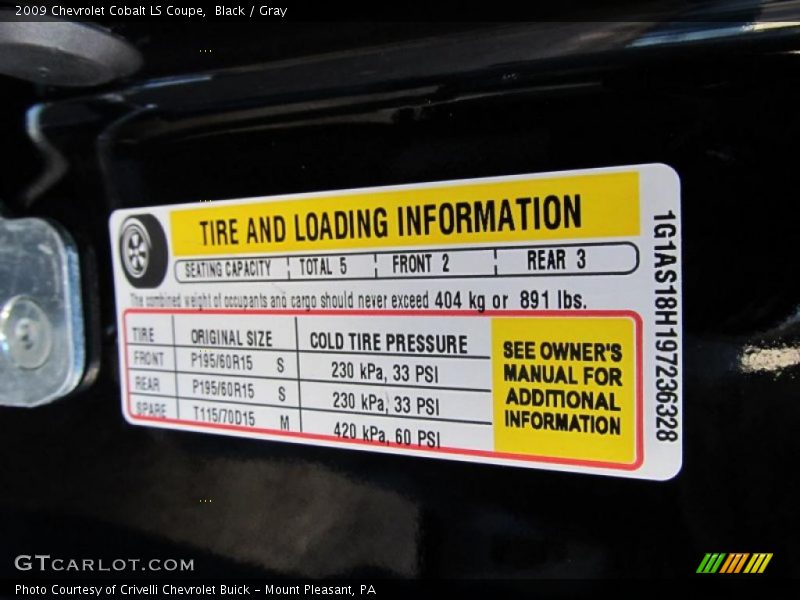 2009 Chevrolet Cobalt LS Coupe, Black / Gray
TIRE AND LOADING INFORMATION
SEATING CAPACITY TOTAL 5 FRONT 2 REAR 3
The combined weight of occupants and cargo should never exceed 404 kg or 891 lbs.
TIRE ORIGINAL SIZE COLD TIRE PRESSURE
FRONT P195/60R15 S 230 kPa, 33 PSI
REAR P195/60R15 S 230 kPa, 33 PSI
SPARE T115/70D15 M 420 kPa, 60 PSI
SEE OWNER'S
MANUAL FOR
ADDITIONAL
INFORMATION
1G1AS18H197236328
GTCARLOT.COM
Photo Courtesy of Crivelli Chevrolet Buick - Mount Pleasant, PA